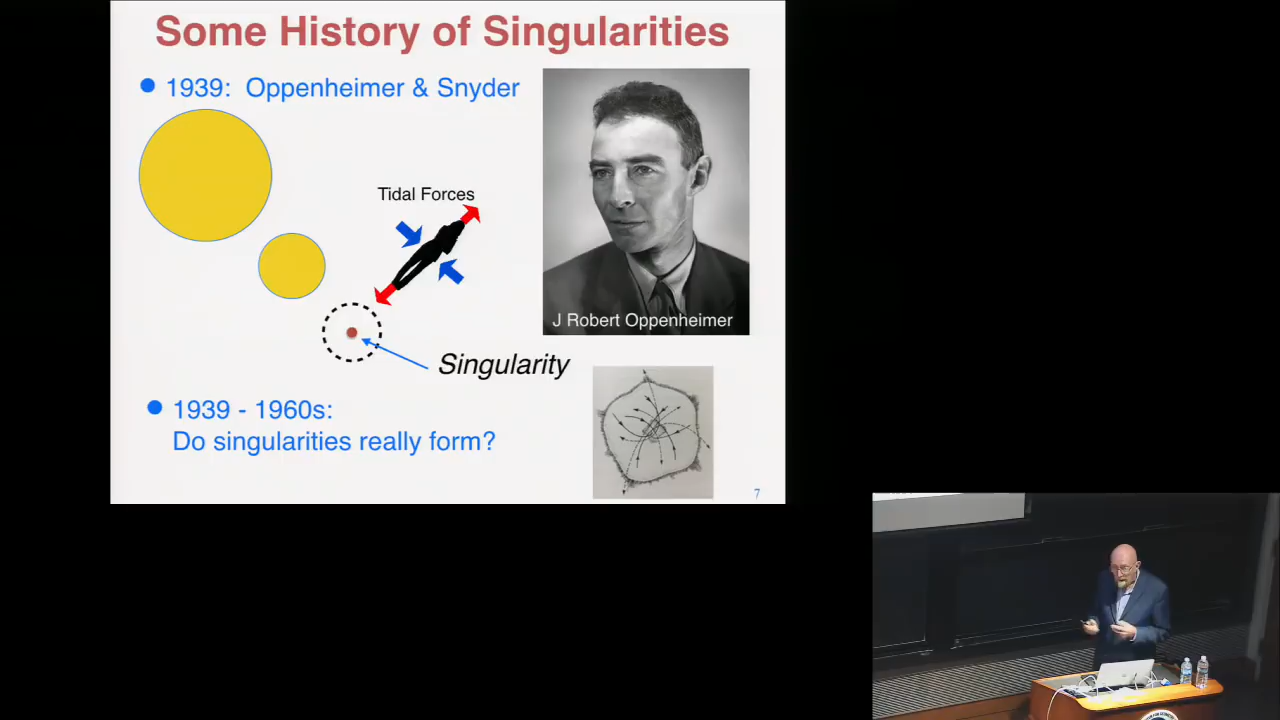 Some History of Singularities
1939: Oppenheimer & Snyder
Tidal Forces
J Robert Oppenheimer
Singularity
1939 - 1960s:
Do singularities really form?
7